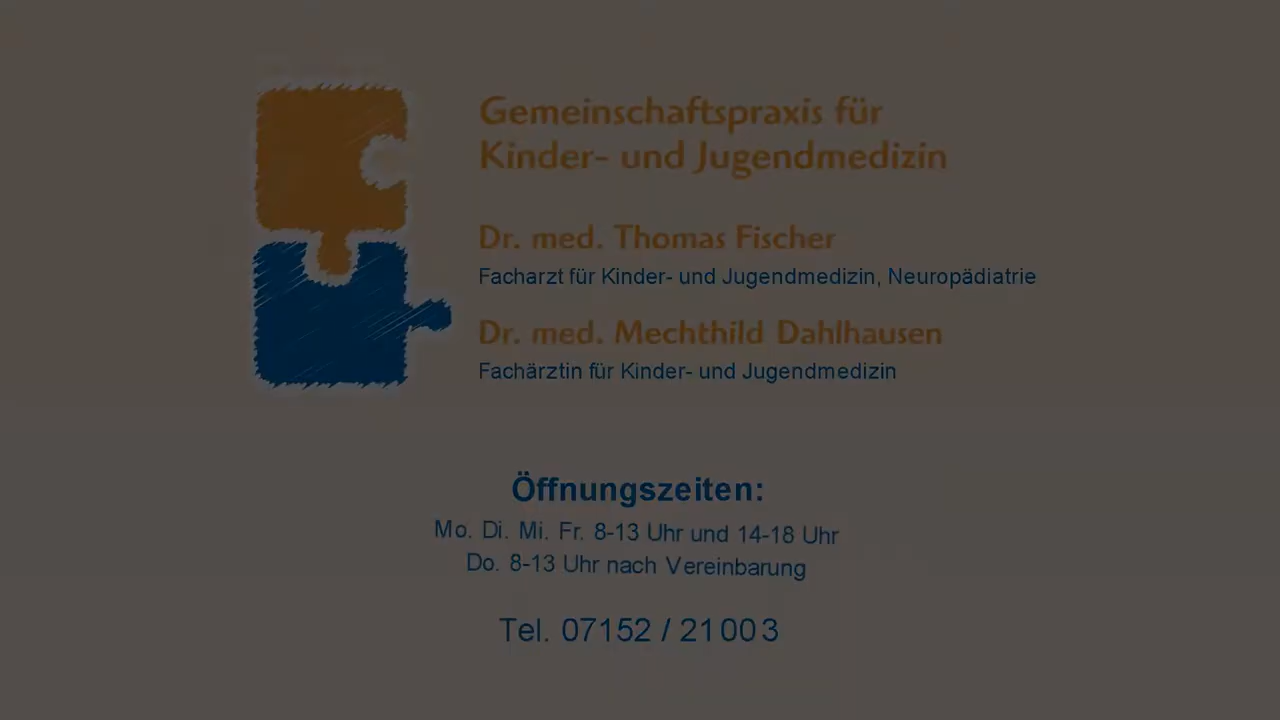 Gemeinschaftspraxis für
Kinder- und Jugendmedizin
Dr. med. Thomas Fischer
Facharzt für Kinder- und Jugendmedizin, Neuropädiatrie
Dr. med. Mechthild Dahlhausen
Fachärztin für Kinder- und Jugendmedizin
Öffnungszeiten:
Mo. Di. Mi. Fr. 8-13 Uhr und 14-18 Uhr
Do. 8-13 Uhr nach Vereinbarung
Tel. 07152 / 21003